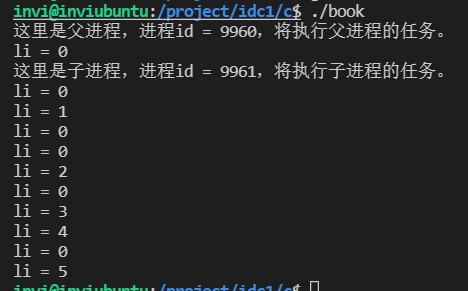 invi@inviubuntu:/project/idc1/c$ ./book
这里是父进程，进程id = 9960，将执行父进程的任务。
li = 0
这里是子进程，进程id = 9961，将执行子进程的任务。
li = 0
li = 1
li = 0
li = 0
li = 2
li = 0
li = 3
li = 4
li = 0
li = 5
invi@inviubuntu:/project/idc1/c$